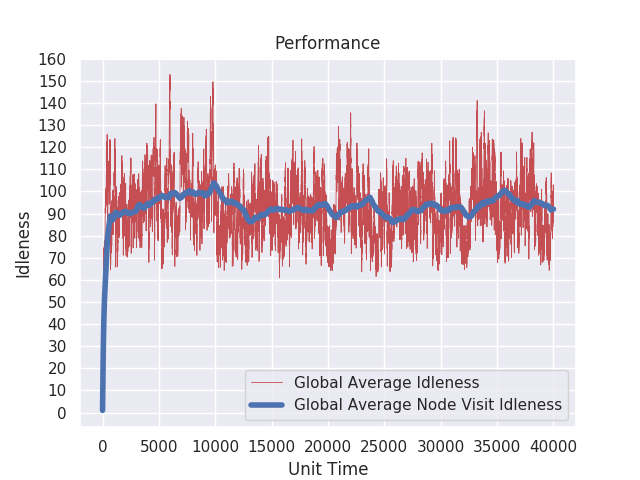 Performance
Idleness
160
150
140
130
120
110
100
90
80
70
60
50
40
30
20
10
0
Global Average Idleness
Global Average Node Visit Idleness
0 5000 10000 15000 20000 25000 30000 35000 40000
Unit Time